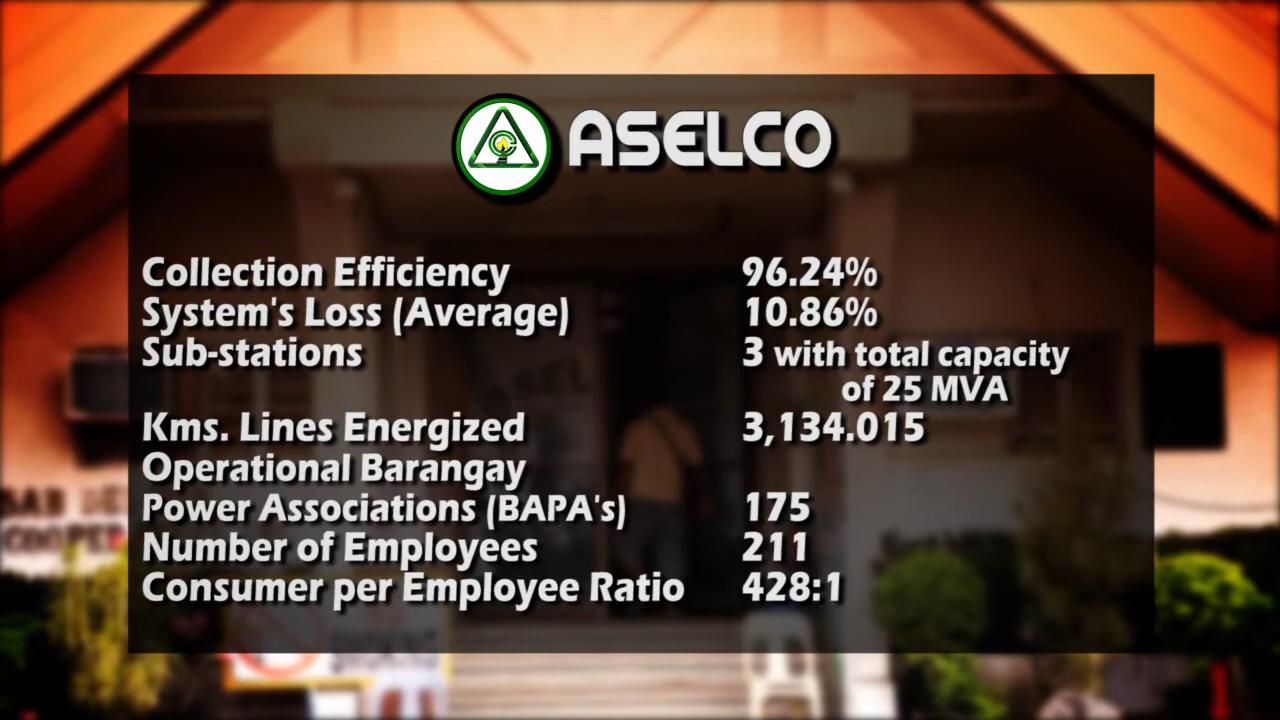 ASELCO
Collection Efficiency 96.24%
System's Loss (Average) 10.86%
Sub-stations 3 with total capacity
of 25 MVA
Kms. Lines Energized 3,134.015
Operational Barangay
Power Associations (BAPA's) 175
Number of Employees 211
Consumer per Employee Ratio 428:1